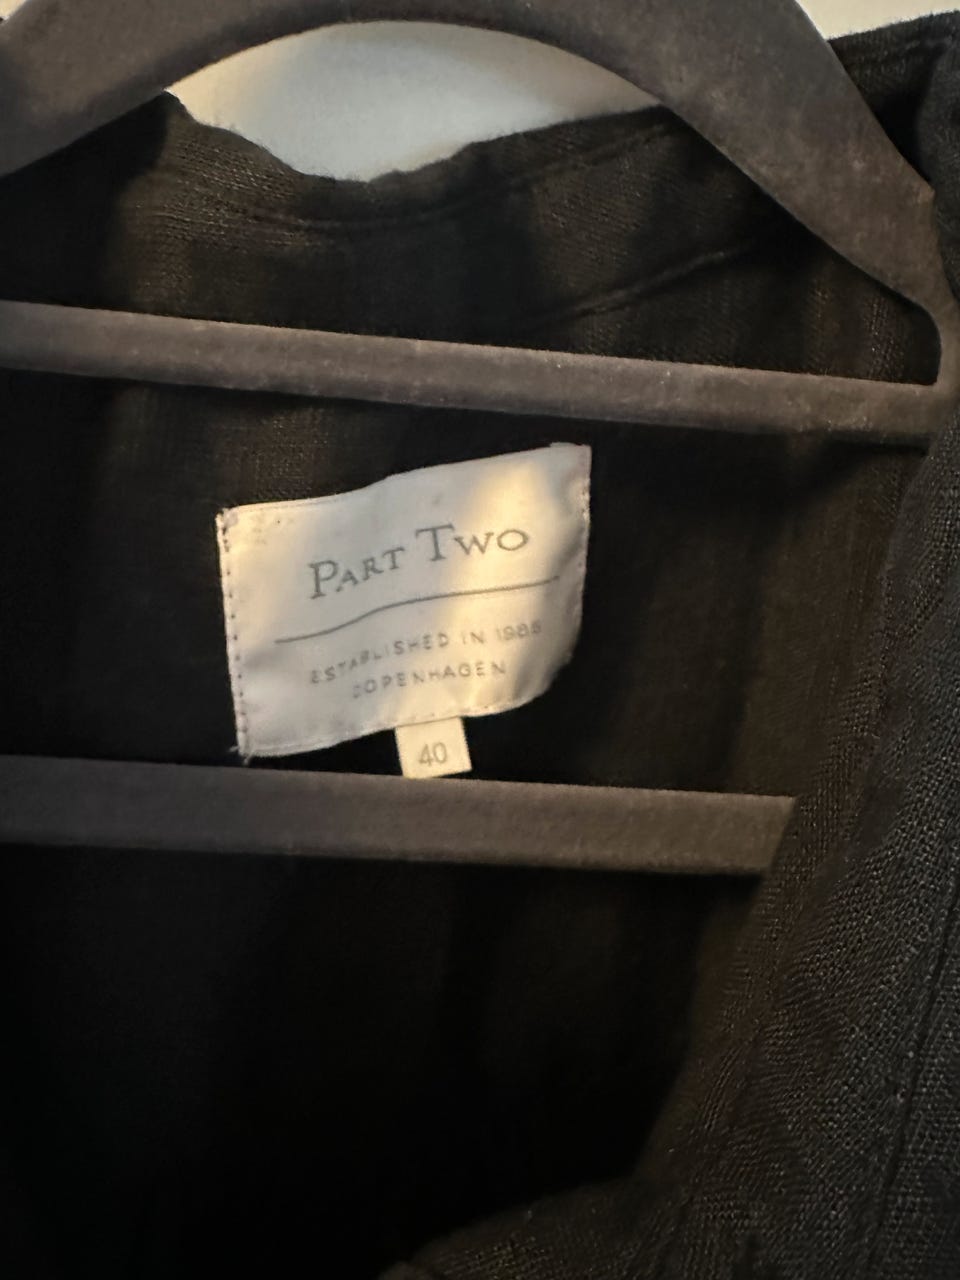 PART TWO
ESTABLISHED IN 1986
COPENHAGEN
40